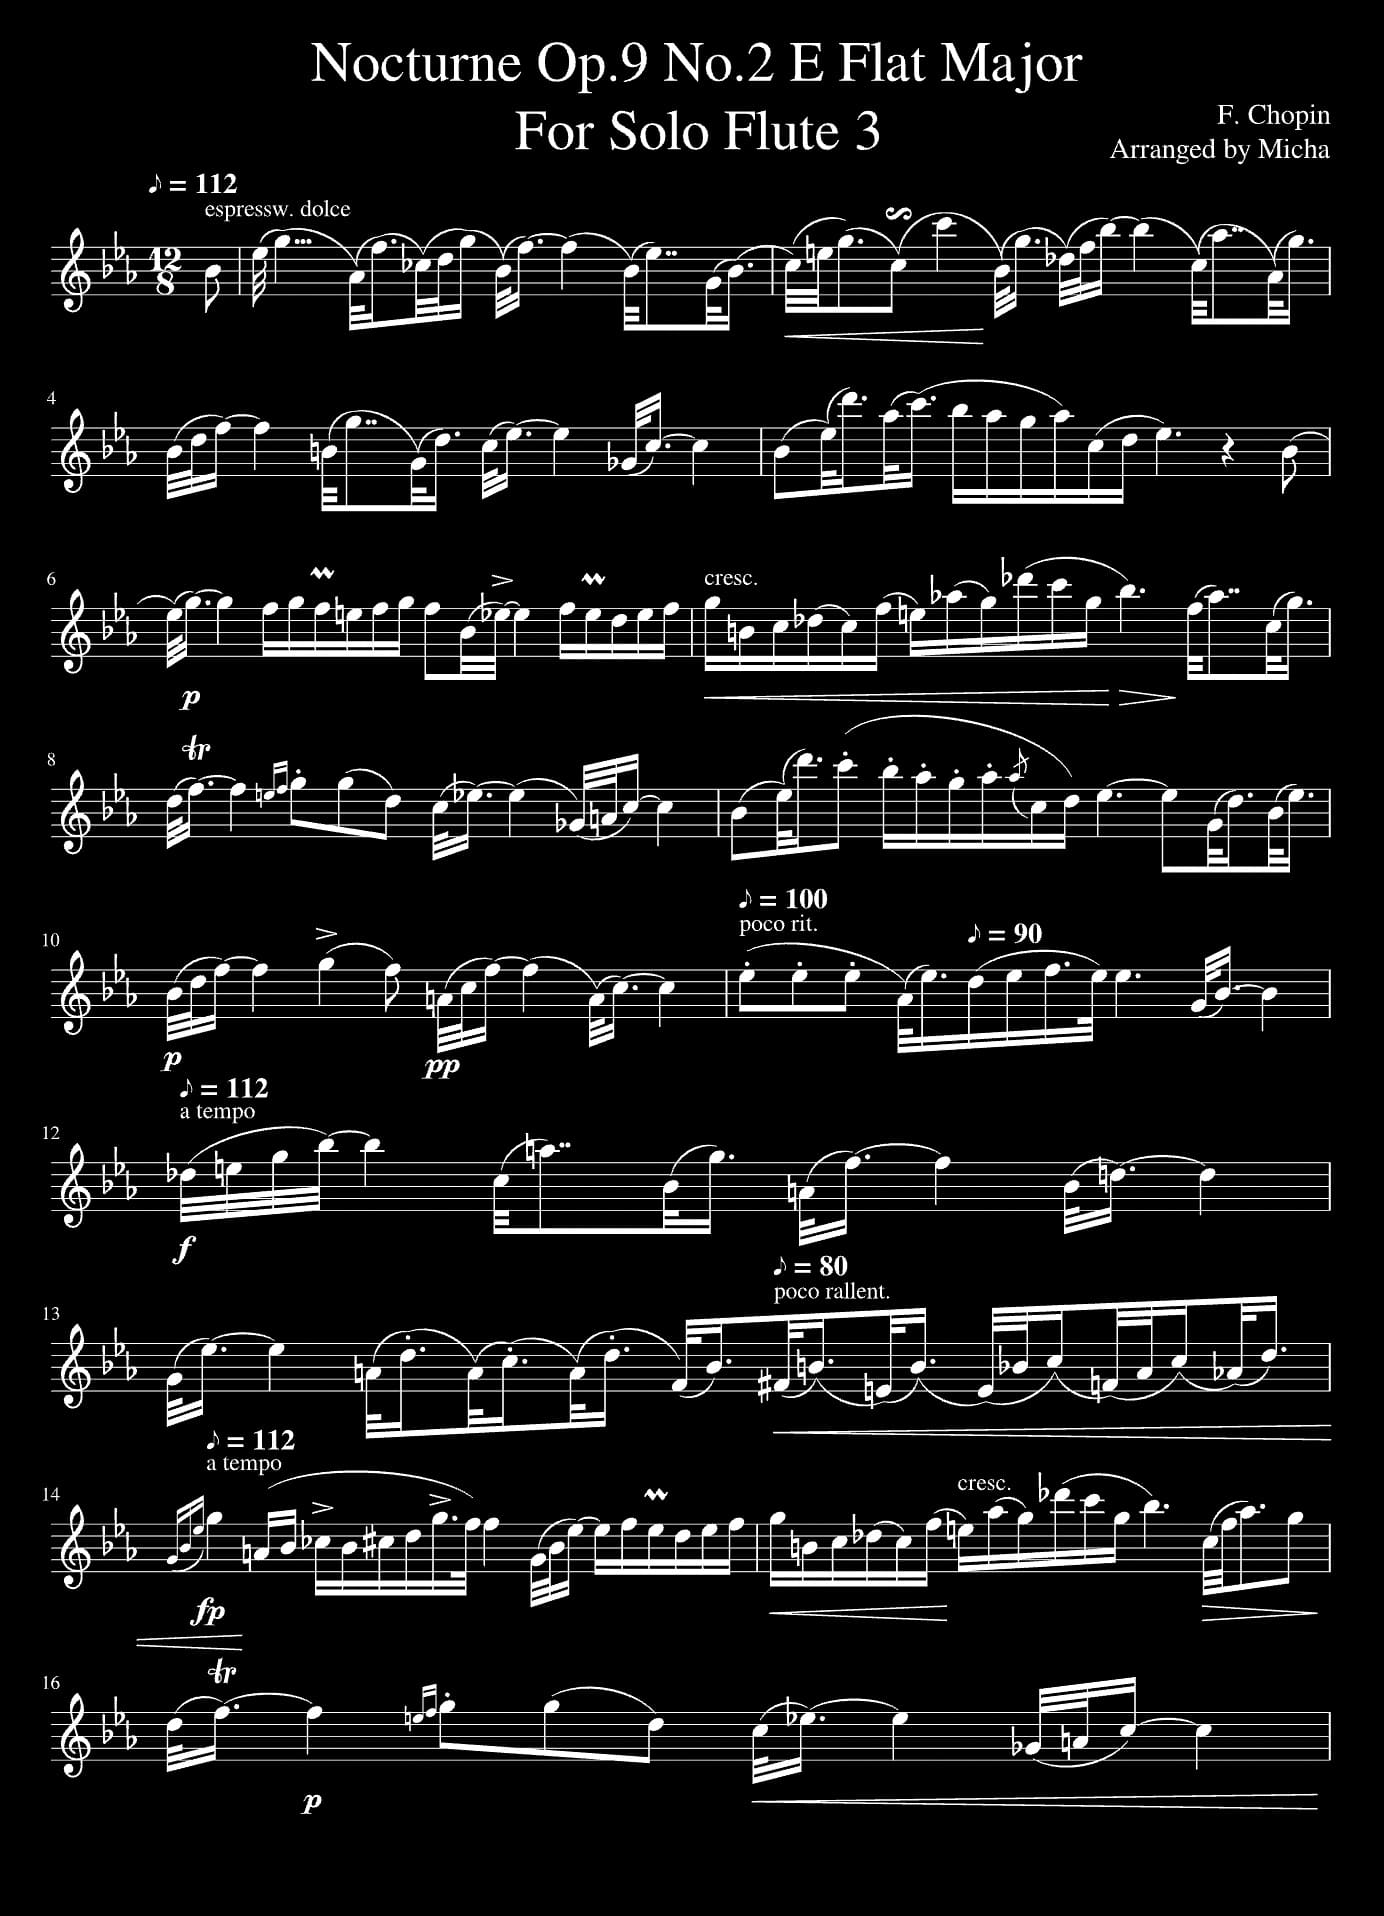 Nocturne Op.9 No.2 E Flat Major
For Solo Flute 3
F. Chopin
Arranged by Micha
♪ = 112
espressw. dolce
12
8
4
6
p
cresc.
8
tr
10
p
pp
♪ = 100
poco rit.
♪ = 90
♪ = 112
a tempo
12
f
♪ = 80
poco rallent.
13
♪ = 112
a tempo
14
fp
cresc.
16
tr
p